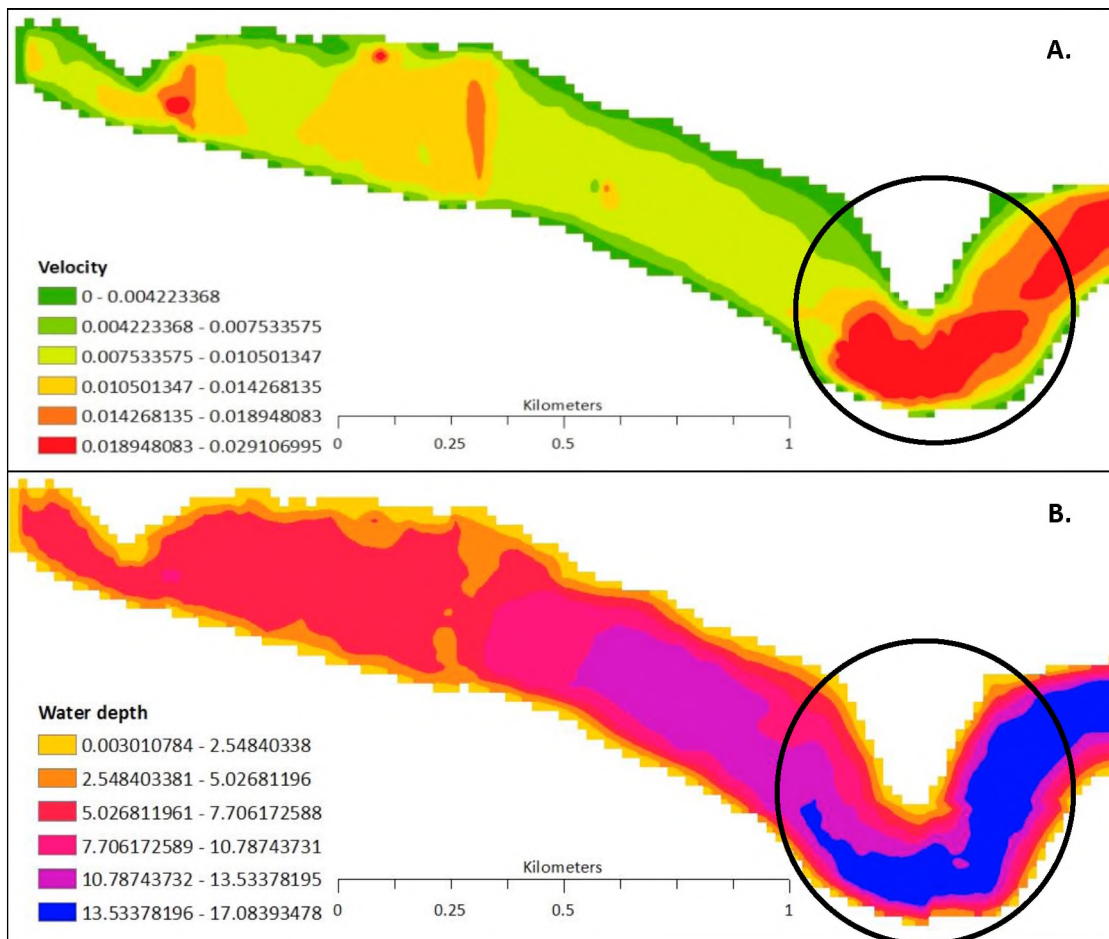 A.
Velocity
0 - 0.004223368
0.004223368 - 0.007533575
0.007533575 - 0.010501347
0.010501347 - 0.014268135
0.014268135 - 0.018948083
0.018948083 - 0.029106995
Kilometers
0 0.25 0.5 1
B.
Water depth
0.003010784 - 2.54840338
2.548403381 - 5.02681196
5.026811961 - 7.706172588
7.706172589 - 10.78743731
10.78743732 - 13.53378195
13.53378196 - 17.08393478
Kilometers
0 0.25 0.5 1